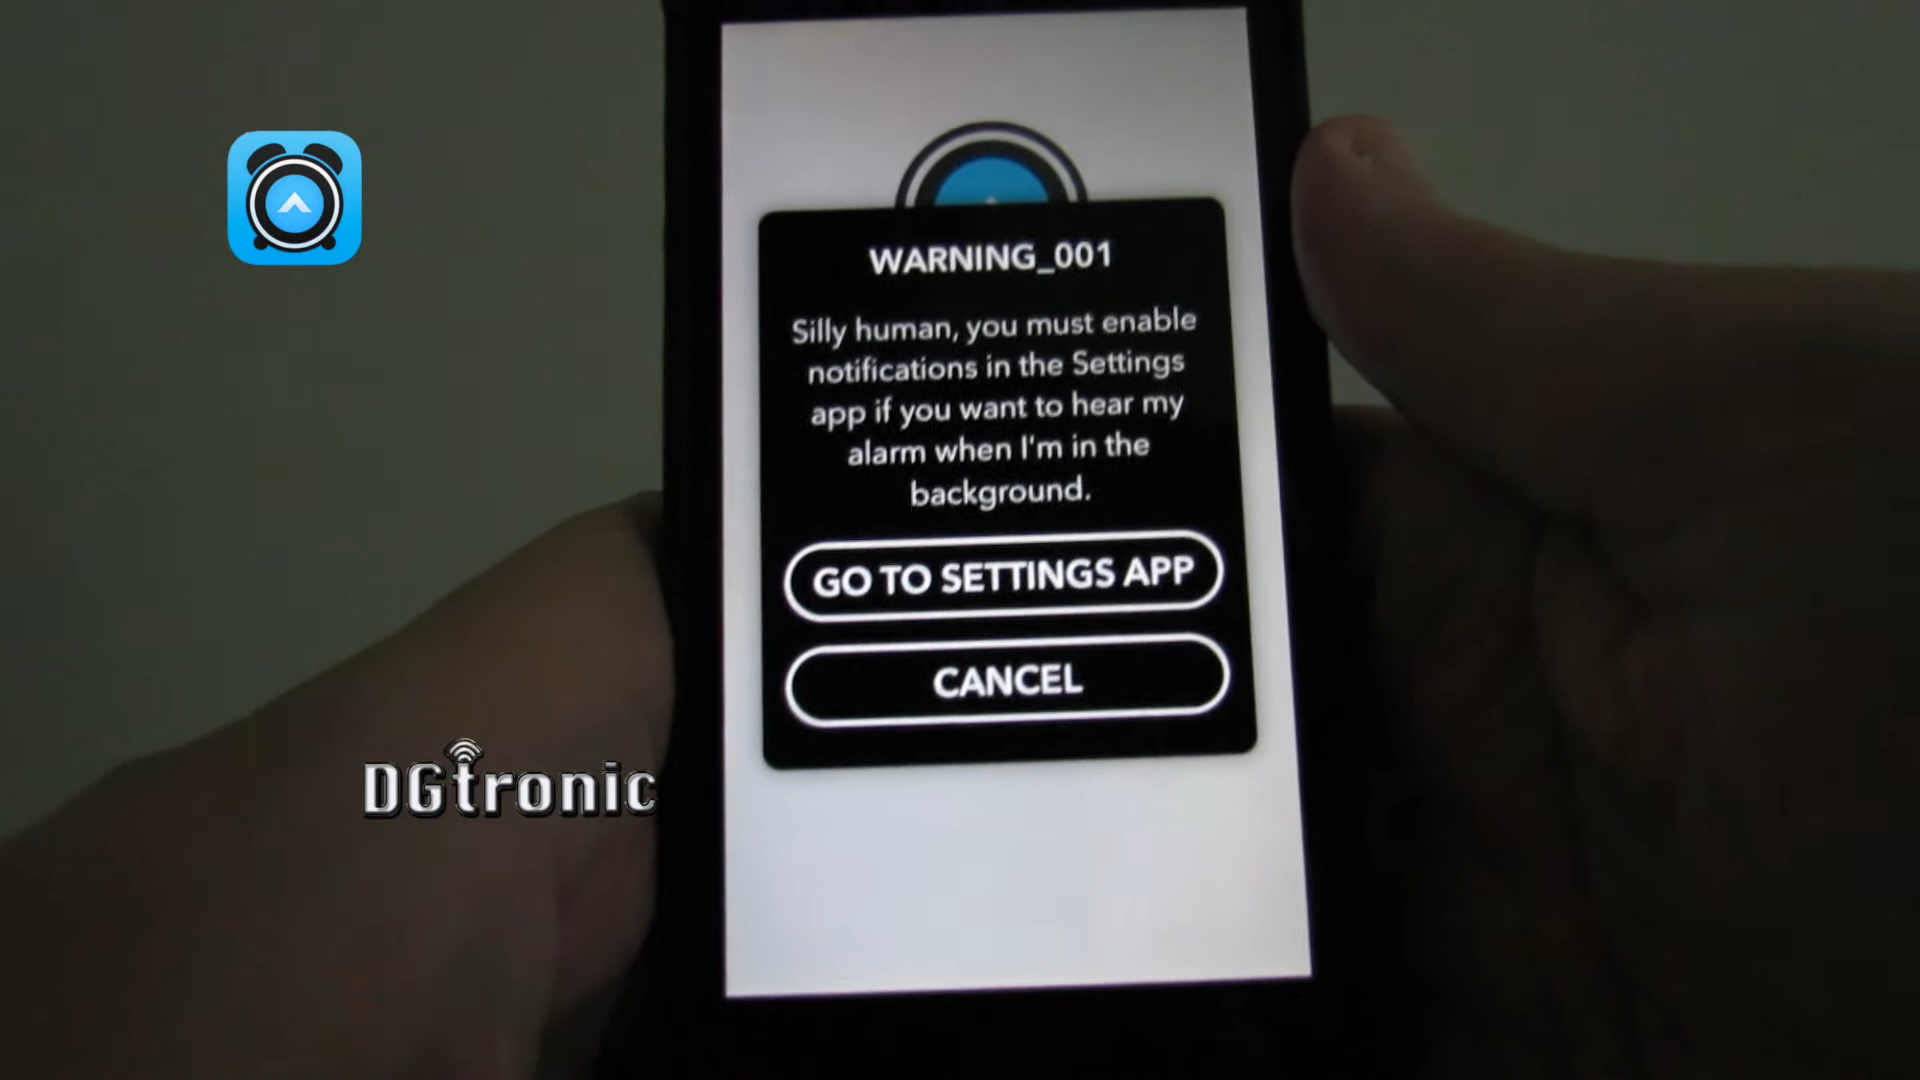 WARNING_001
Silly human, you must enable
notifications in the Settings
app if you want to hear my
alarm when I'm in the
background.
GO TO SETTINGS APP
CANCEL
DGtronic